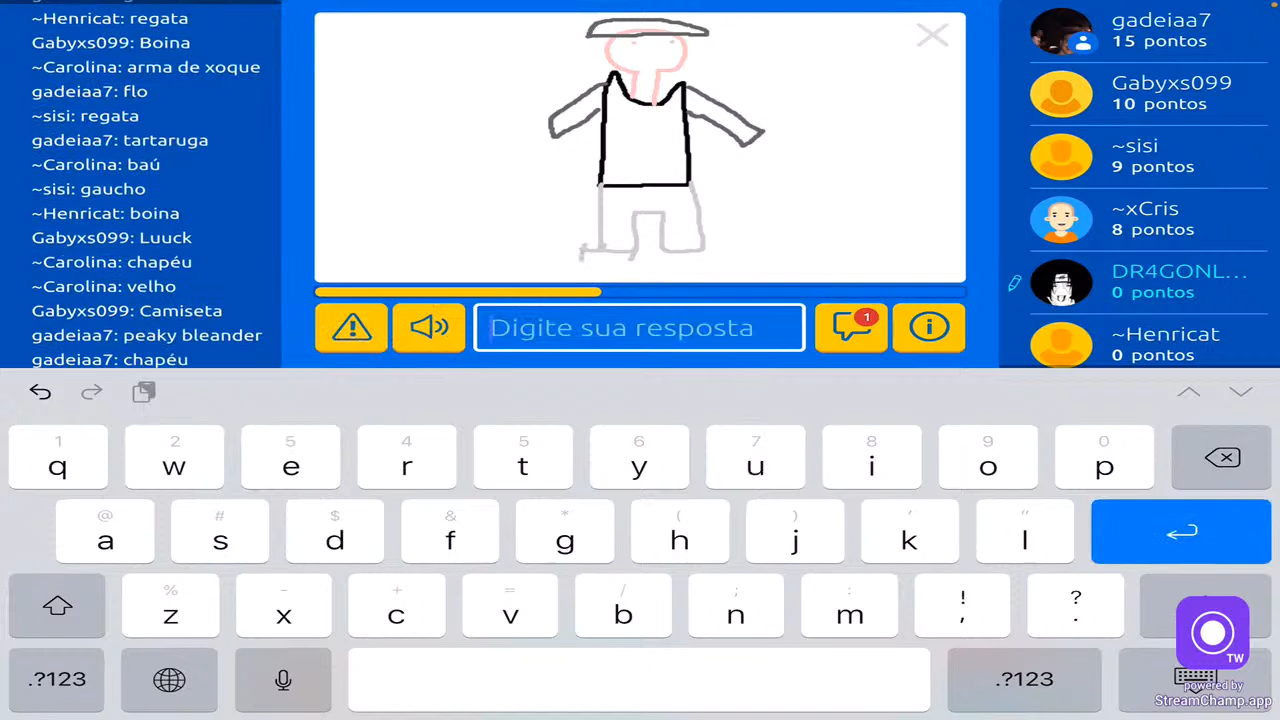 ~Henricat: regata
Gabyxs099: Boina
~Carolina: arma de xoque
gadeiaa7: flo
~sisi: regata
gadeiaa7: tartaruga
~Carolina: baú
~sisi: gaucho
~Henricat: boina
Gabyxs099: Luuck
~Carolina: chapéu
~Carolina: velho
Gabyxs099: Camiseta
gadeiaa7: peaky bleander
gadeiaa7: chapéu
Digite sua resposta
1
gadeiaa7
15 pontos
Gabyxs099
10 pontos
~sisi
9 pontos
~xCris
8 pontos
DR4GONL...
0 pontos
~Henricat
0 pontos
1 2 5 4 5 6 7 8 9 0
q w e r t y u i o p
@ # $ & * ( ) ' "
a s d f g h j k l
% - + = / ; : ! ?
z x c v b n m , .
.?123 .?123
TW
powered by
StreamChamp.app